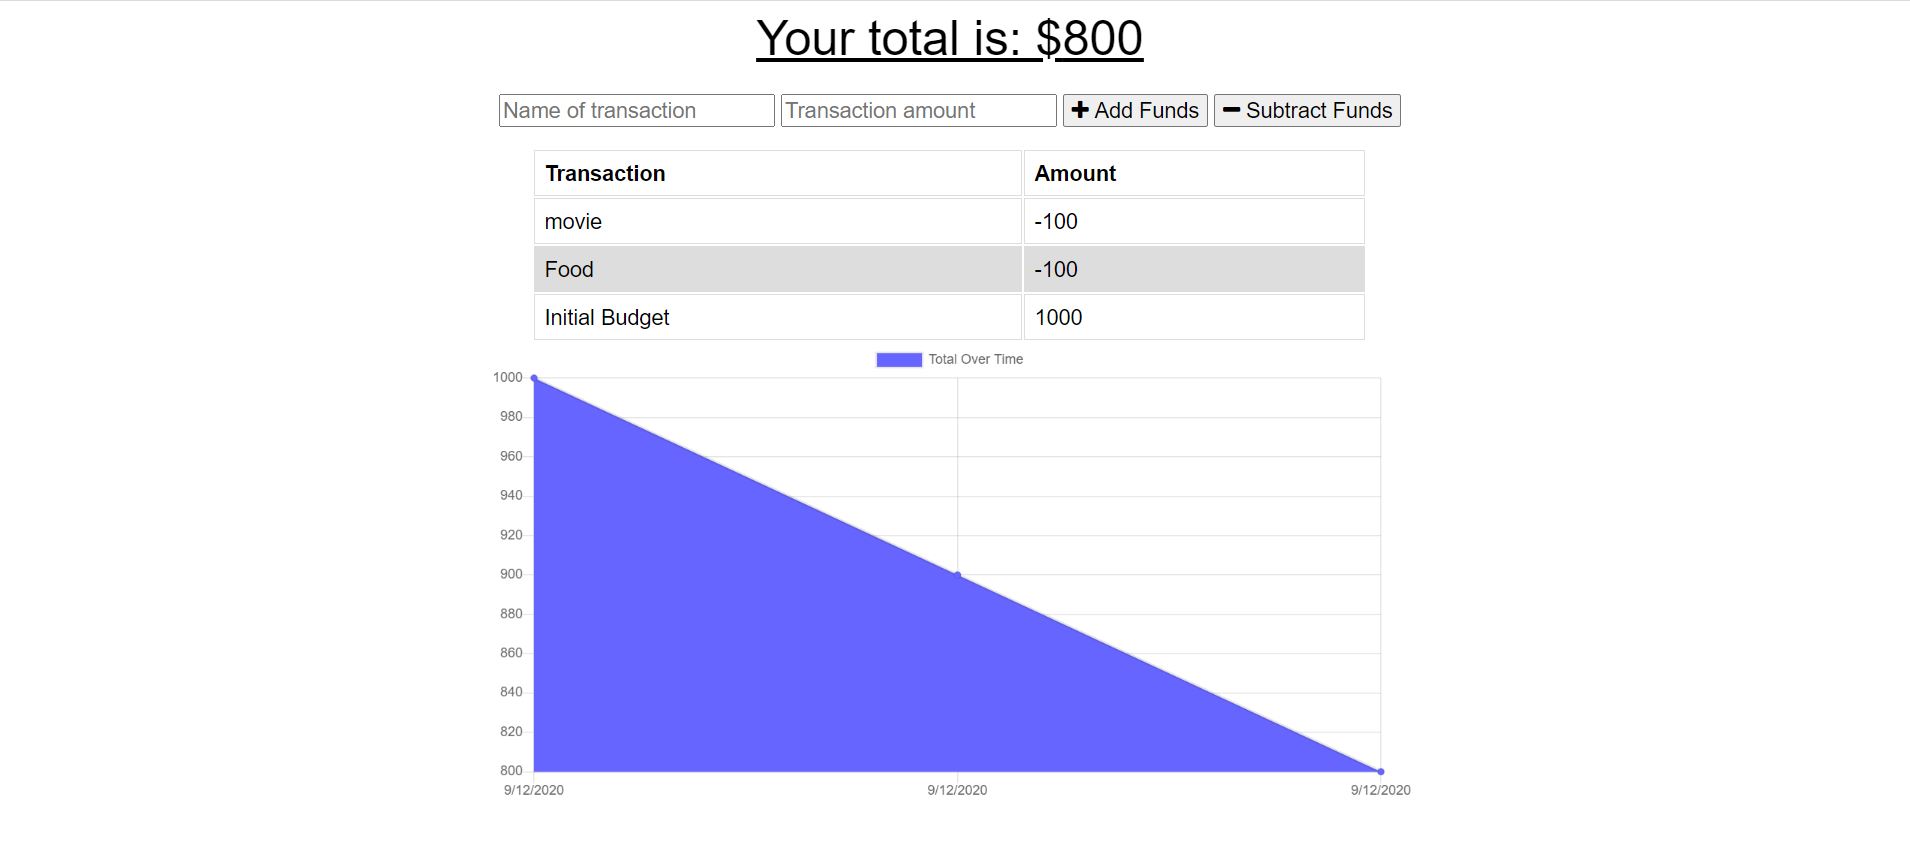 Your total is: $800
Name of transaction Transaction amount Add Funds Subtract Funds
Transaction Amount
movie -100
Food -100
Initial Budget 1000
Total Over Time
1000
980
960
940
920
900
880
860
840
820
800
9/12/2020 9/12/2020 9/12/2020